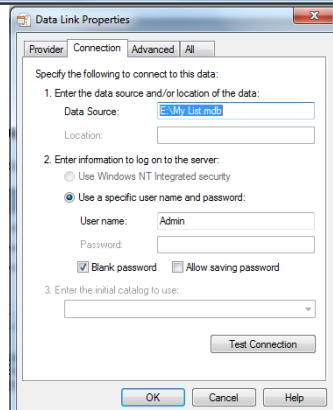 Data Link Properties
Provider Connection Advanced All
Specify the following to connect to this data:
1. Enter the data source and/or location of the data:
Data Source: E:\My List.mdb
Location:
2. Enter information to log on to the server:
Use Windows NT Integrated security
Use a specific user name and password:
User name: Admin
Password:
Blank password Allow saving password
3. Enter the initial catalog to use:
Test Connection
OK Cancel Help